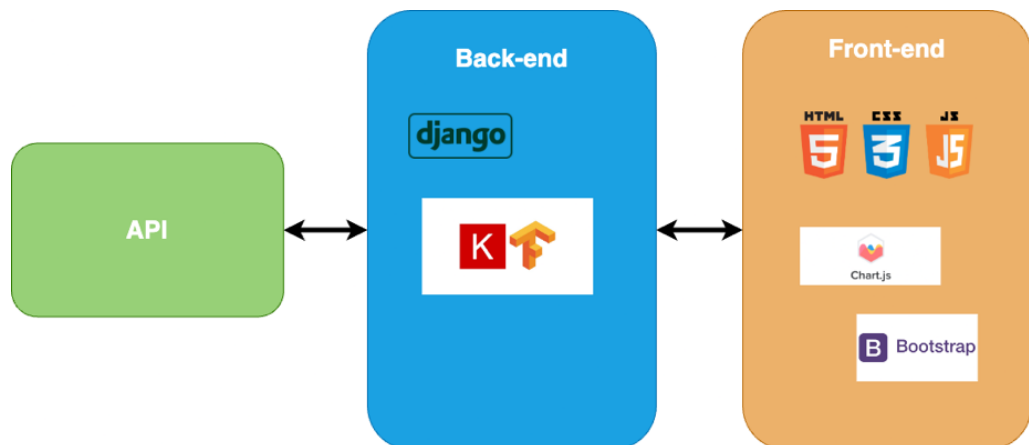 API
Back-end
django
K
Front-end
HTML CSS JS
5 3 JS
Chart.js
B Bootstrap